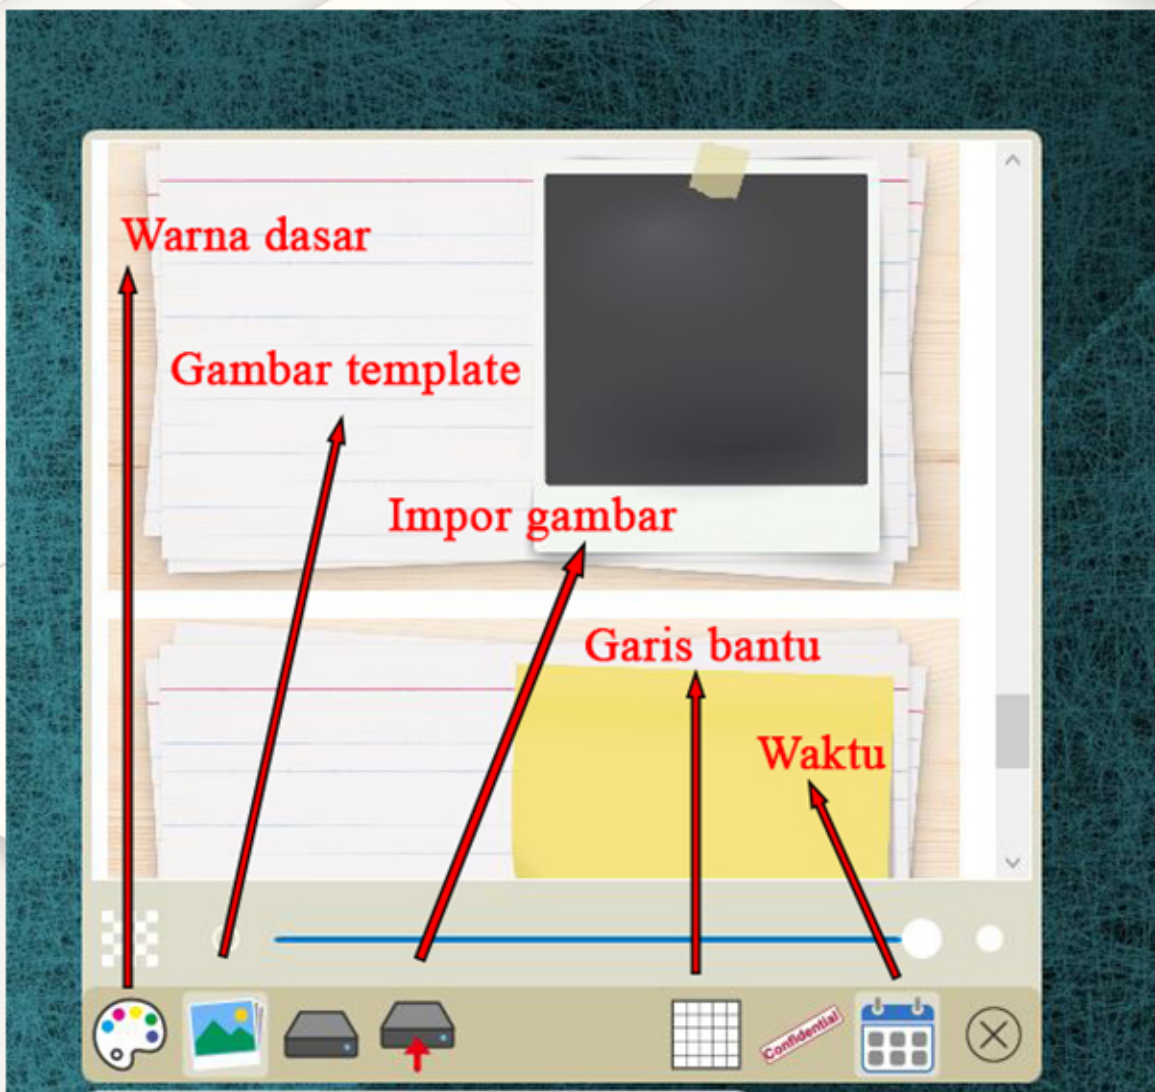 Warna dasar
Gambar template
Impor gambar
Garis bantu
Waktu
Confidential